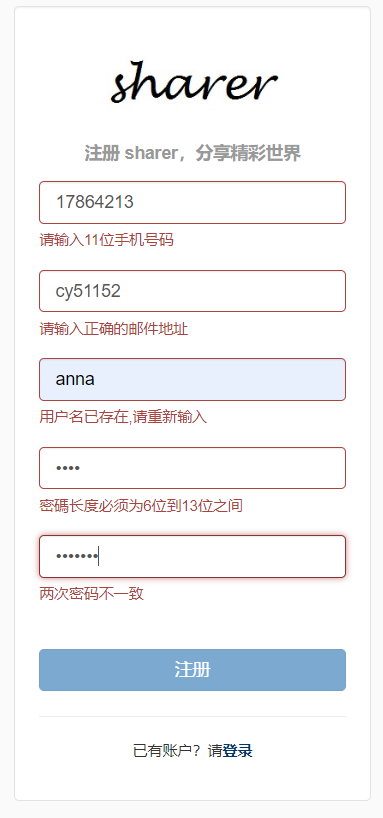 sharer
注册 sharer，分享精彩世界
17864213
请输入11位手机号码
cy51152
请输入正确的邮件地址
anna
用户名已存在,请重新输入
••••
密碼长度必须为6位到13位之间
•••••••
两次密码不一致
注册
已有账户？请登录